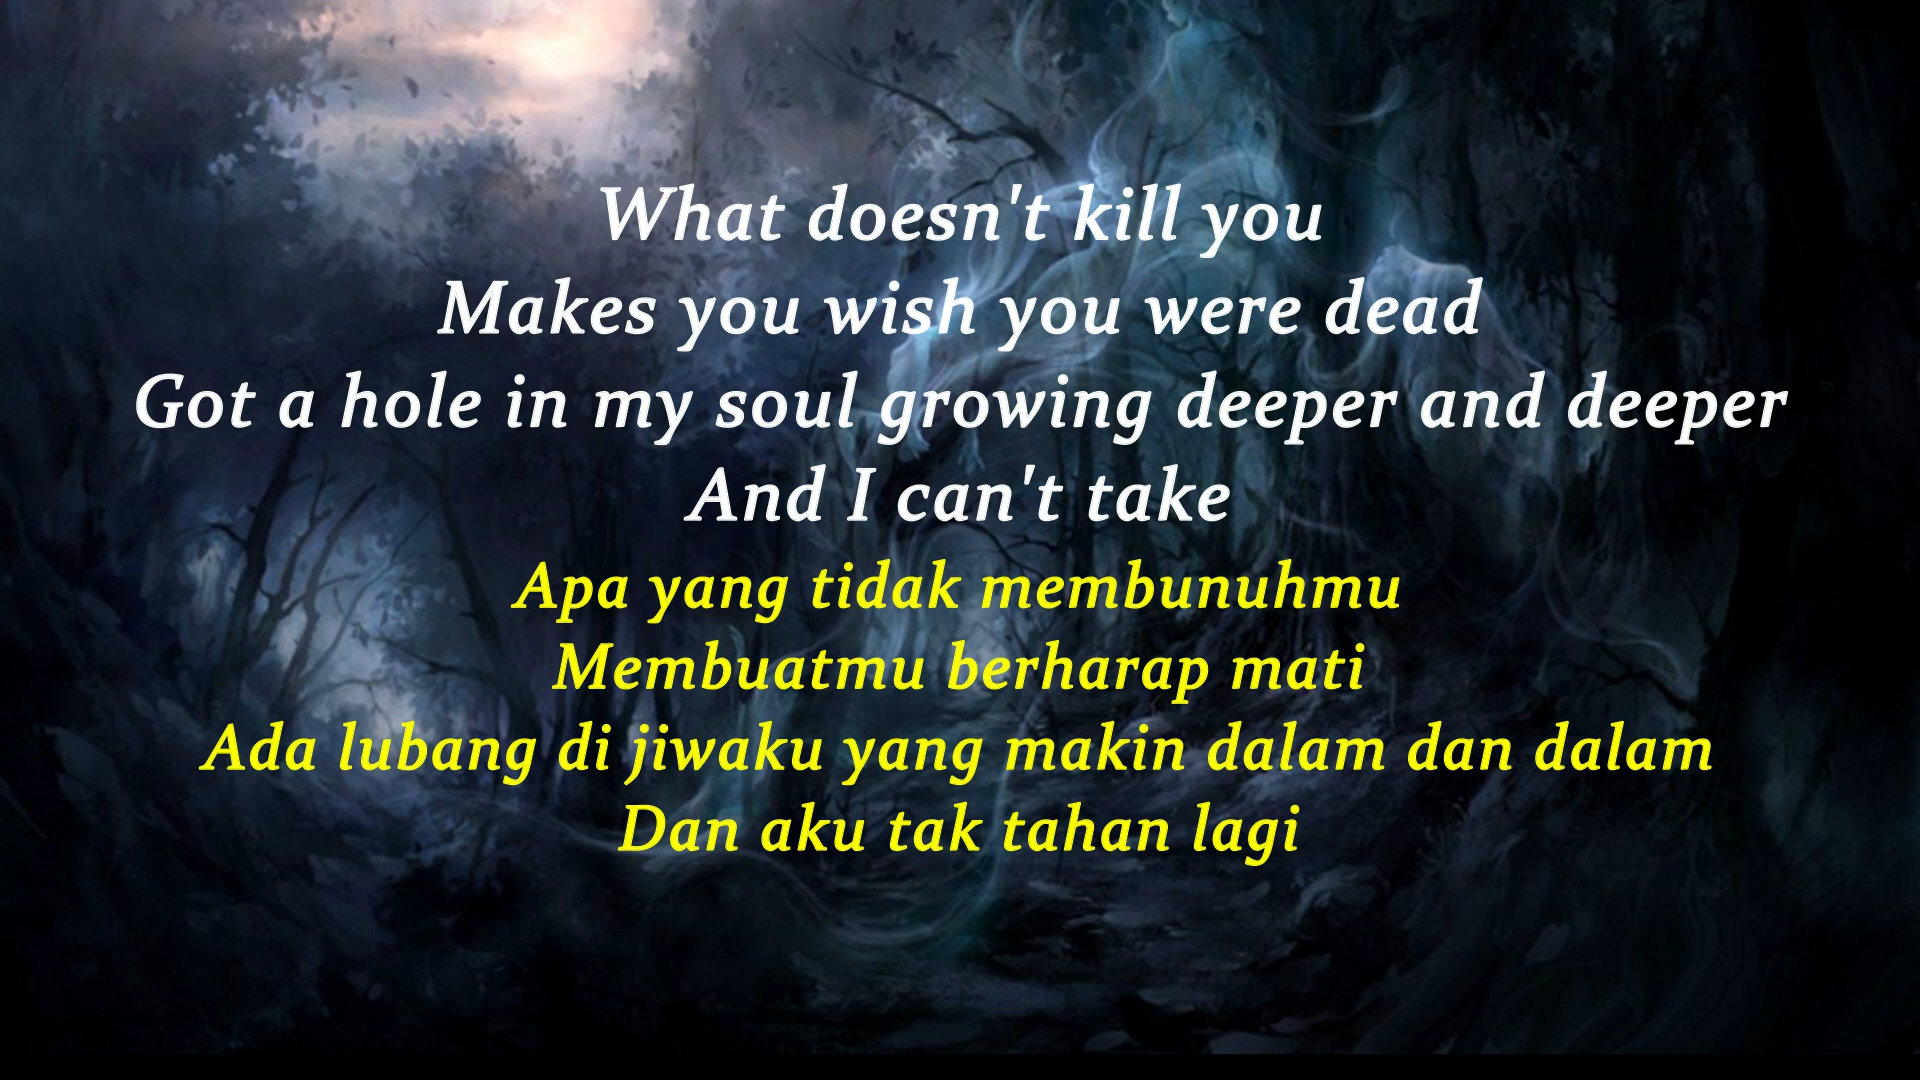 What doesn't kill you
Makes you wish you were dead
Got a hole in my soul growing deeper and deeper
And I can't take
Apa yang tidak membunuhmu
Membuatmu berharap mati
Ada lubang di jiwaku yang makin dalam dan dalam
Dan aku tak tahan lagi